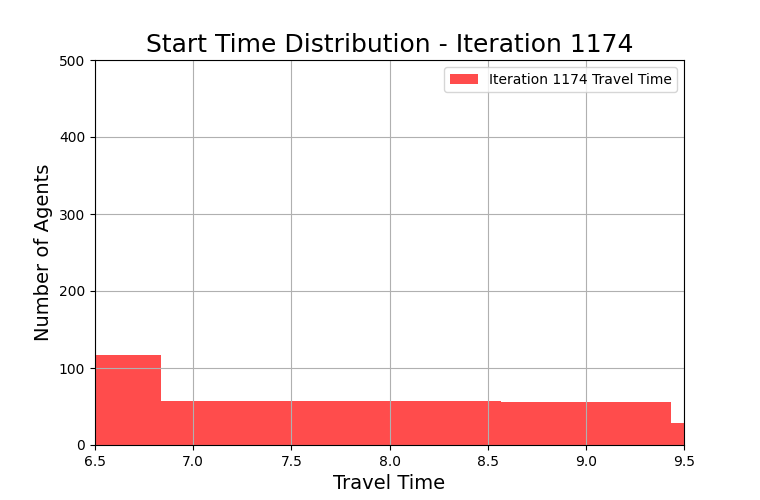 Start Time Distribution - Iteration 1174
Number of Agents
500
400
300
200
100
0
Iteration 1174 Travel Time
6.5 7.0 7.5 8.0 8.5 9.0 9.5
Travel Time